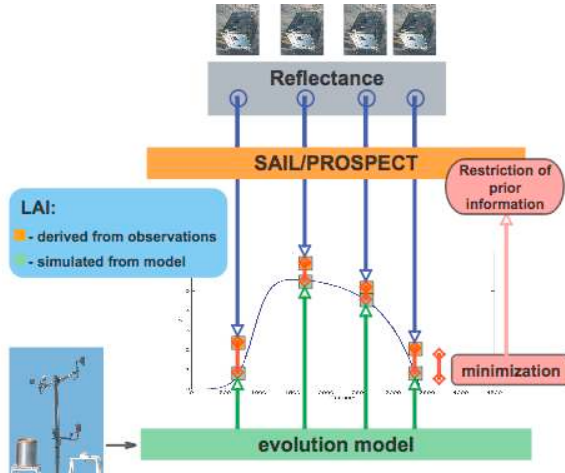 Reflectance
SAIL/PROSPECT
Restriction of
prior
information
LAI:
- derived from observations
- simulated from model
minimization
evolution model